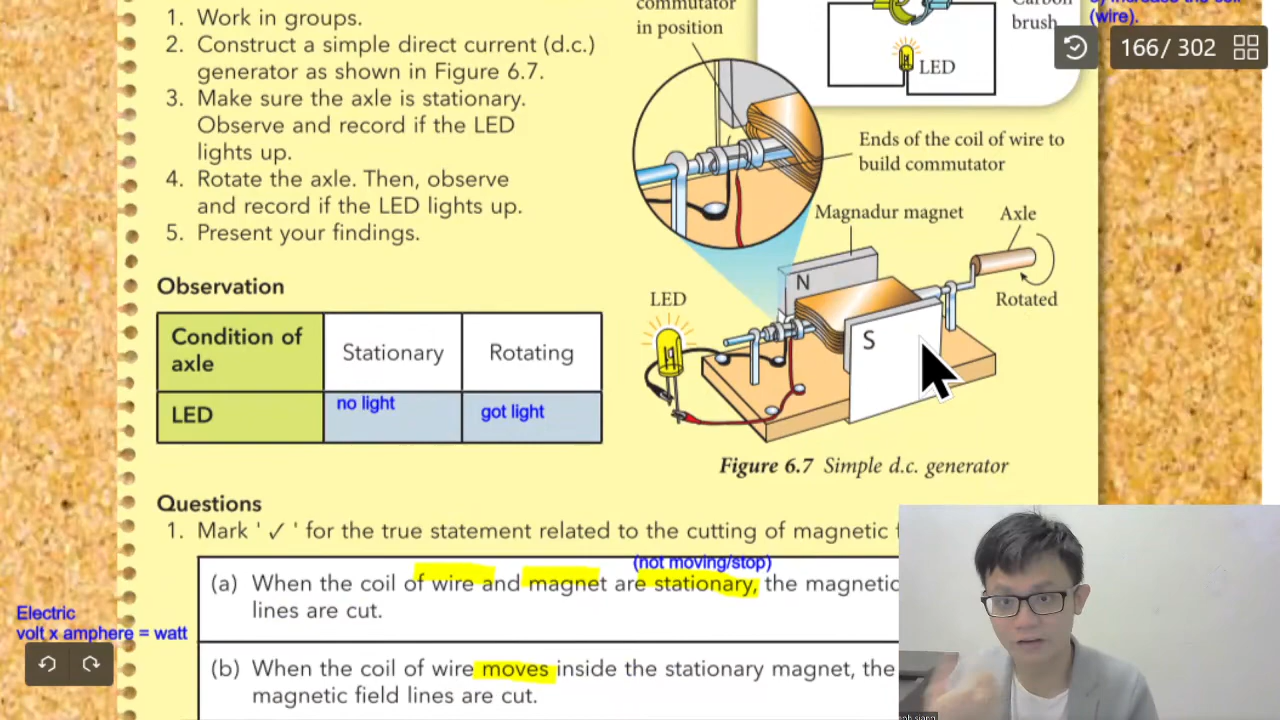 1. Work in groups.
2. Construct a simple direct current (d.c.)
generator as shown in Figure 6.7.
3. Make sure the axle is stationary.
Observe and record if the LED
lights up.
4. Rotate the axle. Then, observe
and record if the LED lights up.
5. Present your findings.
commutator
in position
brush
(wire).
166/ 302
LED
Ends of the coil of wire to
build commutator
Magnadur magnet
Axle
N
S
LED
Rotated
Figure 6.7 Simple d.c. generator
Observation
Condition of
axle
Stationary
Rotating
LED
no light
got light
Questions
1. Mark ' ✓ ' for the true statement related to the cutting of magnetic
(not moving/stop)
(a) When the coil of wire and magnet are stationary, the magnetic
lines are cut.
Electric
volt x amphere = watt
(b) When the coil of wire moves inside the stationary magnet, the
magnetic field lines are cut.